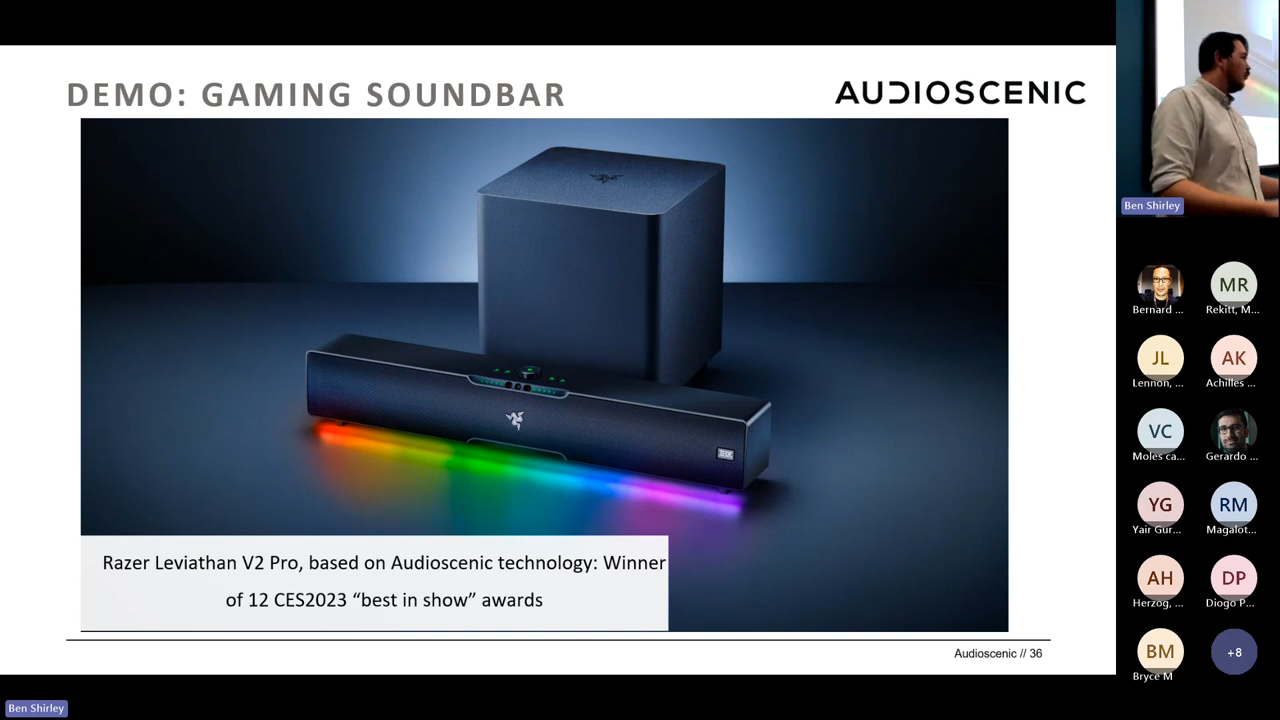 DEMO: GAMING SOUNDBAR
AUDIOSCENIC
Razer Leviathan V2 Pro, based on Audioscenic technology: Winner
of 12 CES2023 “best in show” awards
Audioscenic // 36
Ben Shirley
Bernard ...
MR
Rekitt, M...
JL
Lennon, ...
AK
Achilles ...
VC
Moles ca...
Gerardo ...
YG
Yair Gur...
RM
Magalot...
AH
Herzog, ...
DP
Diogo P...
BM
Bryce M
+8
Ben Shirley